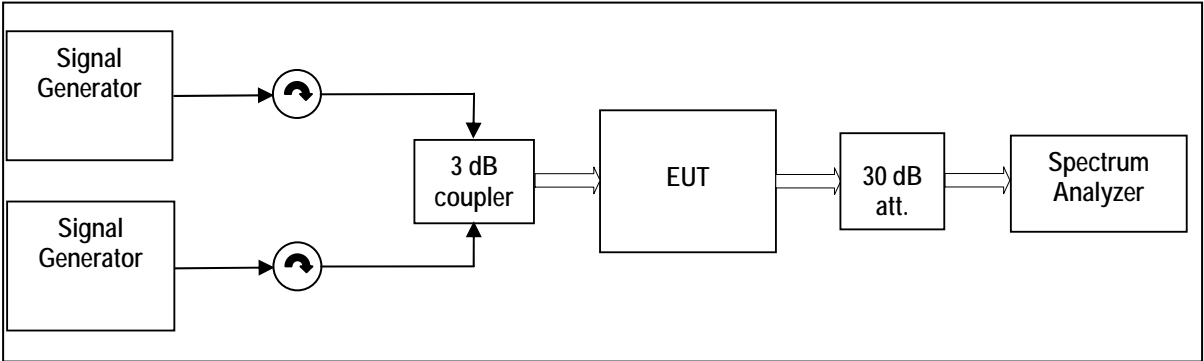 Signal
Generator
3 dB
coupler
EUT
30 dB
att.
Spectrum
Analyzer
Signal
Generator